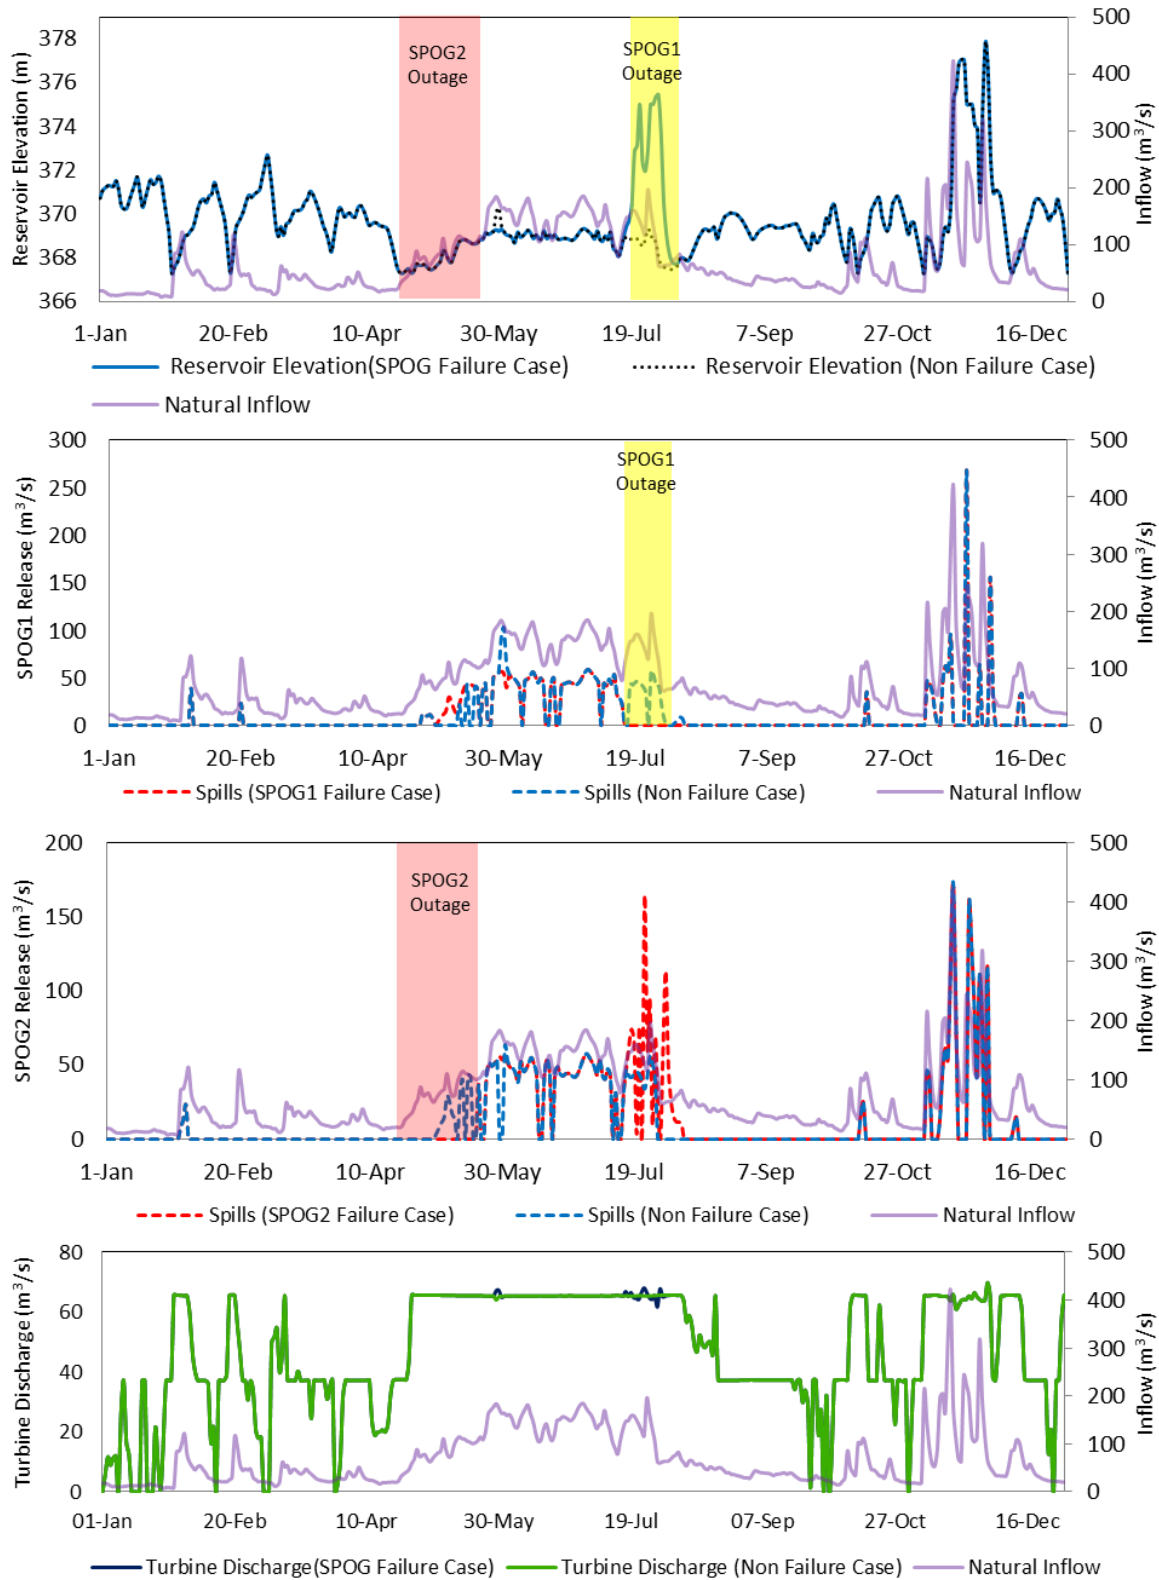 500
378
SPOG2
SPOG1
Outage
Outage
400
376
374
300
372
370
200
368
100
366
0
Reservoir Elevation (m)
Inflow (m³/s)
1-Jan 20-Feb 10-Apr 30-May 19-Jul 7-Sep 27-Oct 16-Dec
Reservoir Elevation(SPOG Failure Case) Reservoir Elevation (Non Failure Case)
Natural Inflow
300 500
SPOG1
Outage
250
400
200
300
150
200
100
50
100
0 0
SPOG1 Release (m³/s)
Inflow (m³/s)
1-Jan 20-Feb 10-Apr 30-May 19-Jul 7-Sep 27-Oct 16-Dec
Spills (SPOG1 Failure Case) Spills (Non Failure Case) Natural Inflow
200 500
SPOG2
Outage
400
150
300
100
200
50
100
0 0
SPOG2 Release (m³/s)
Inflow (m³/s)
1-Jan 20-Feb 10-Apr 30-May 19-Jul 7-Sep 27-Oct 16-Dec
Spills (SPOG2 Failure Case) Spills (Non Failure Case) Natural Inflow
80 500
400
60
300
40
200
20
100
0 0
Turbine Discharge (m³/s)
Inflow (m³/s)
01-Jan 20-Feb 10-Apr 30-May 19-Jul 07-Sep 27-Oct 16-Dec
Turbine Discharge(SPOG Failure Case) Turbine Discharge (Non Failure Case) Natural Inflow